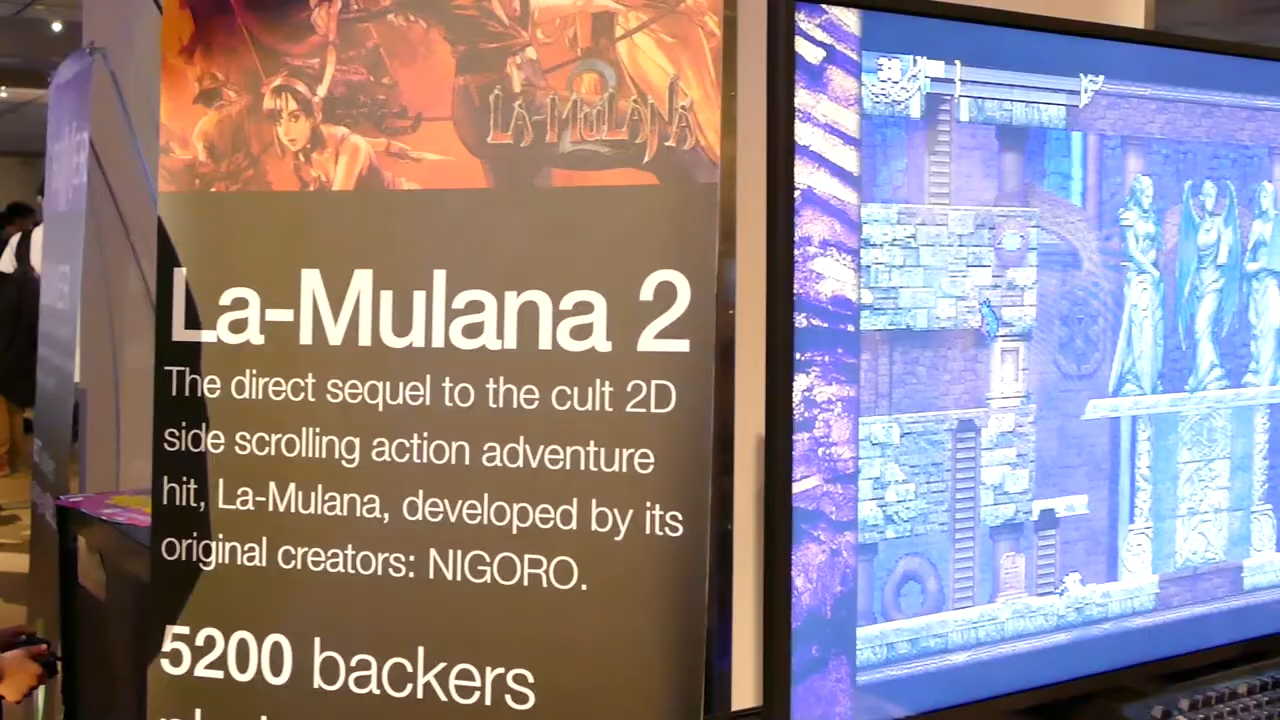 LA-MULANA
2
La-Mulana 2
The direct sequel to the cult 2D
side scrolling action adventure
hit, La-Mulana, developed by its
original creators: NIGORO.
5200 backers